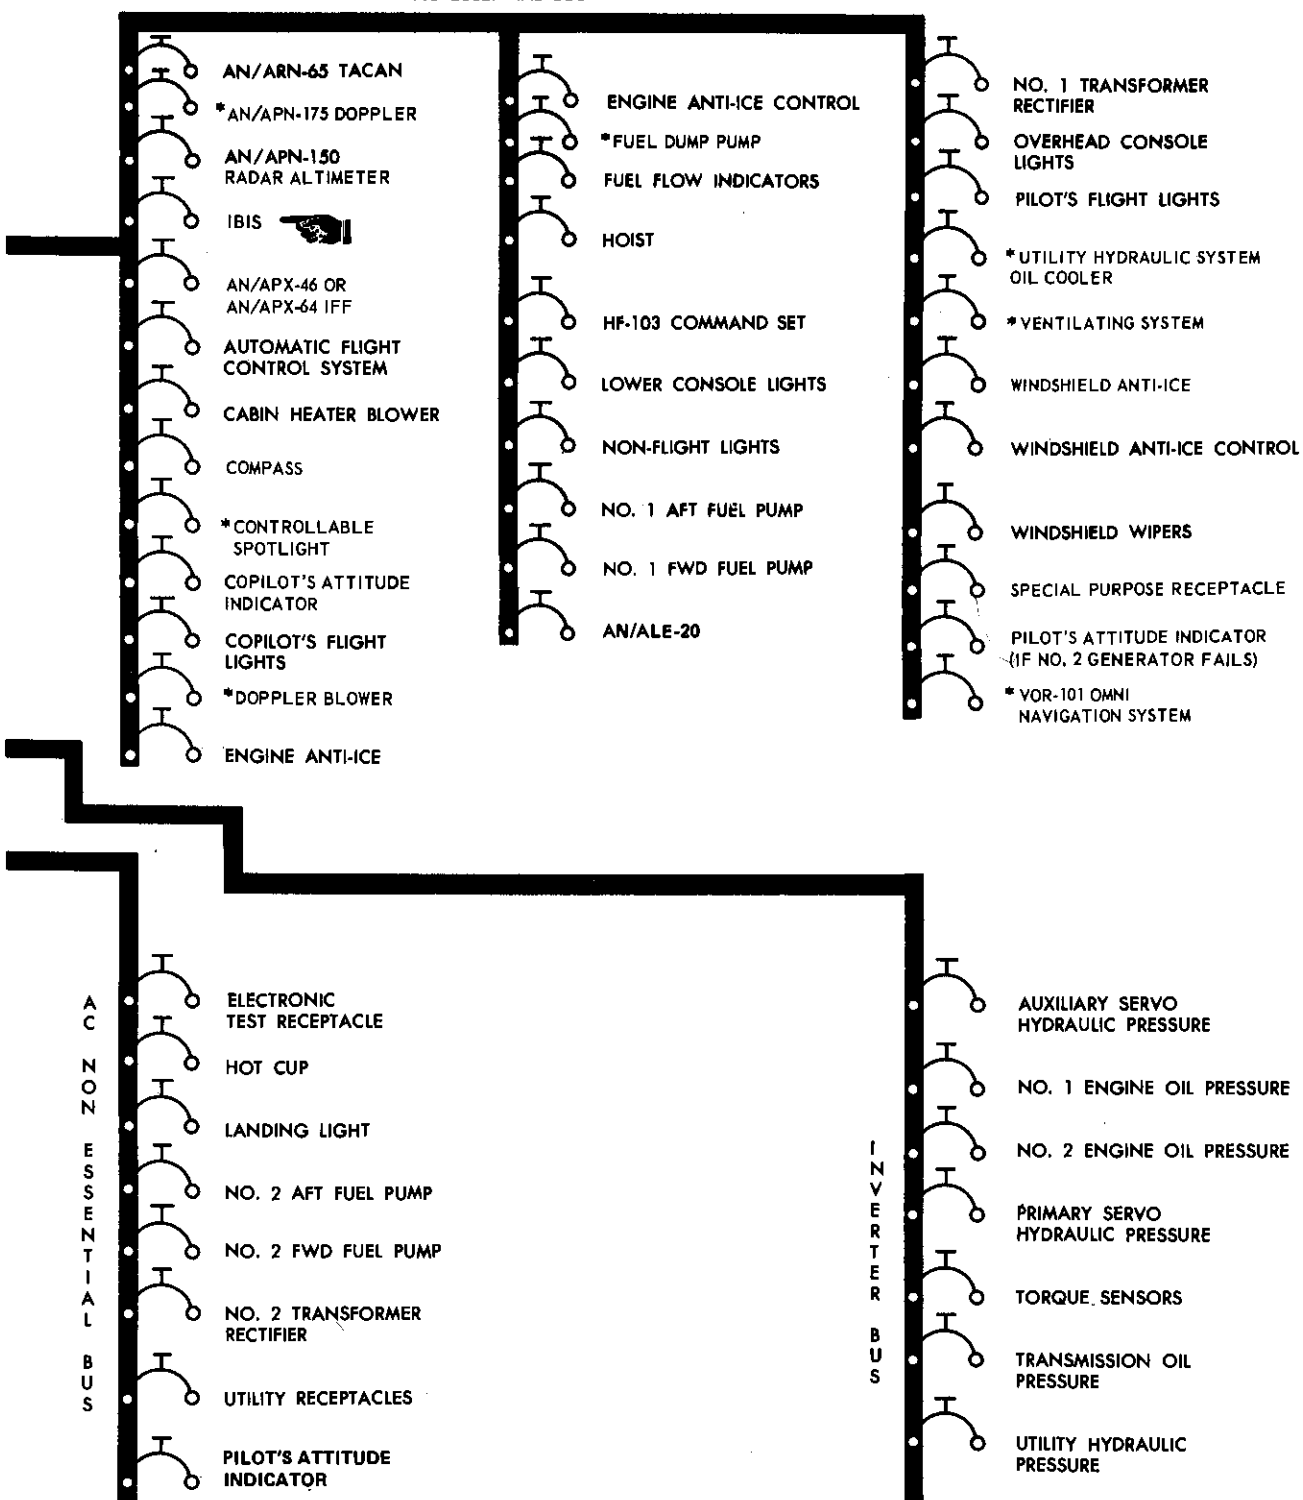 AN/ARN-65 TACAN
*AN/APN-175 DOPPLER
AN/APN-150
RADAR ALTIMETER
IBIS
AN/APX-46 OR
AN/APX-64 IFF
AUTOMATIC FLIGHT
CONTROL SYSTEM
CABIN HEATER BLOWER
COMPASS
*CONTROLLABLE
SPOTLIGHT
COPILOT'S ATTITUDE
INDICATOR
COPILOT'S FLIGHT
LIGHTS
*DOPPLER BLOWER
ENGINE ANTI-ICE
ENGINE ANTI-ICE CONTROL
*FUEL DUMP PUMP
FUEL FLOW INDICATORS
HOIST
HF-103 COMMAND SET
LOWER CONSOLE LIGHTS
NON-FLIGHT LIGHTS
NO. 1 AFT FUEL PUMP
NO. 1 FWD FUEL PUMP
AN/ALE-20
NO. 1 TRANSFORMER
RECTIFIER
OVERHEAD CONSOLE
LIGHTS
PILOT'S FLIGHT LIGHTS
*UTILITY HYDRAULIC SYSTEM
OIL COOLER
*VENTILATING SYSTEM
WINDSHIELD ANTI-ICE
WINDSHIELD ANTI-ICE CONTROL
WINDSHIELD WIPERS
SPECIAL PURPOSE RECEPTACLE
PILOT'S ATTITUDE INDICATOR
(IF NO. 2 GENERATOR FAILS)
*VOR-101 OMNI
NAVIGATION SYSTEM
AC NON ESSENTIAL BUS
ELECTRONIC
TEST RECEPTACLE
HOT CUP
LANDING LIGHT
NO. 2 AFT FUEL PUMP
NO. 2 FWD FUEL PUMP
NO. 2 TRANSFORMER
RECTIFIER
UTILITY RECEPTACLES
PILOT'S ATTITUDE
INDICATOR
INVERTER BUS
AUXILIARY SERVO
HYDRAULIC PRESSURE
NO. 1 ENGINE OIL PRESSURE
NO. 2 ENGINE OIL PRESSURE
PRIMARY SERVO
HYDRAULIC PRESSURE
TORQUE SENSORS
TRANSMISSION OIL
PRESSURE
UTILITY HYDRAULIC
PRESSURE